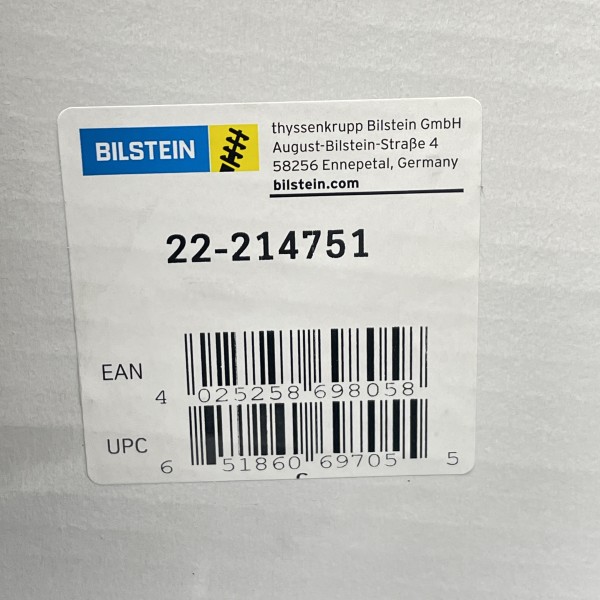 BILSTEIN
thyssenkrupp Bilstein GmbH
August-Bilstein-Straße 4
58256 Ennepetal, Germany
bilstein.com
22-214751
EAN
4 025258 698058
UPC
6 51860 69705 5